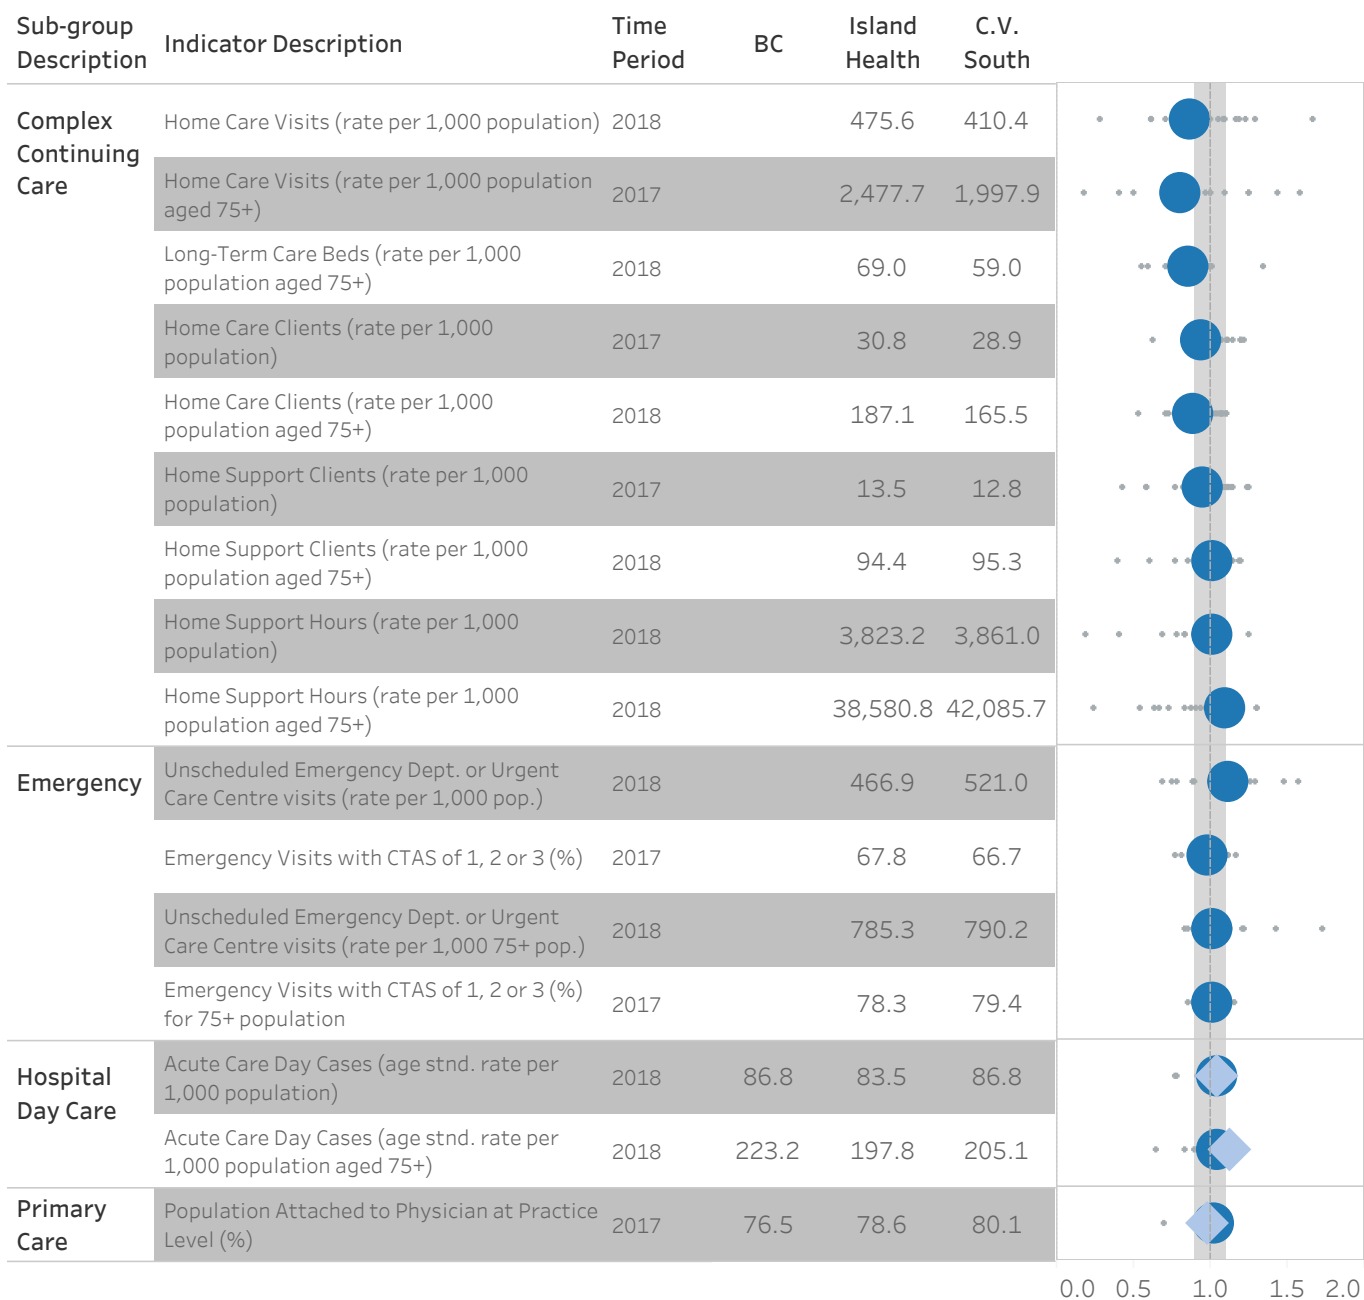 Sub-group Description Indicator Description Time Period BC Island Health C.V. South
Complex Continuing Care
Home Care Visits (rate per 1,000 population) 2018 475.6 410.4
Home Care Visits (rate per 1,000 population
aged 75+) 2017 2,477.7 1,997.9
Long-Term Care Beds (rate per 1,000
population aged 75+) 2018 69.0 59.0
Home Care Clients (rate per 1,000
population) 2017 30.8 28.9
Home Care Clients (rate per 1,000
population aged 75+) 2018 187.1 165.5
Home Support Clients (rate per 1,000
population) 2017 13.5 12.8
Home Support Clients (rate per 1,000
population aged 75+) 2018 94.4 95.3
Home Support Hours (rate per 1,000
population) 2018 3,823.2 3,861.0
Home Support Hours (rate per 1,000
population aged 75+) 2018 38,580.8 42,085.7
Emergency
Unscheduled Emergency Dept. or Urgent
Care Centre visits (rate per 1,000 pop.) 2018 466.9 521.0
Emergency Visits with CTAS of 1, 2 or 3 (%) 2017 67.8 66.7
Unscheduled Emergency Dept. or Urgent
Care Centre visits (rate per 1,000 75+ pop.) 2018 785.3 790.2
Emergency Visits with CTAS of 1, 2 or 3 (%)
for 75+ population 2017 78.3 79.4
Hospital Day Care
Acute Care Day Cases (age stnd. rate per
1,000 population) 2018 86.8 83.5 86.8
Acute Care Day Cases (age stnd. rate per
1,000 population aged 75+) 2018 223.2 197.8 205.1
Primary Care
Population Attached to Physician at Practice
Level (%) 2017 76.5 78.6 80.1
0.0 0.5 1.0 1.5 2.0